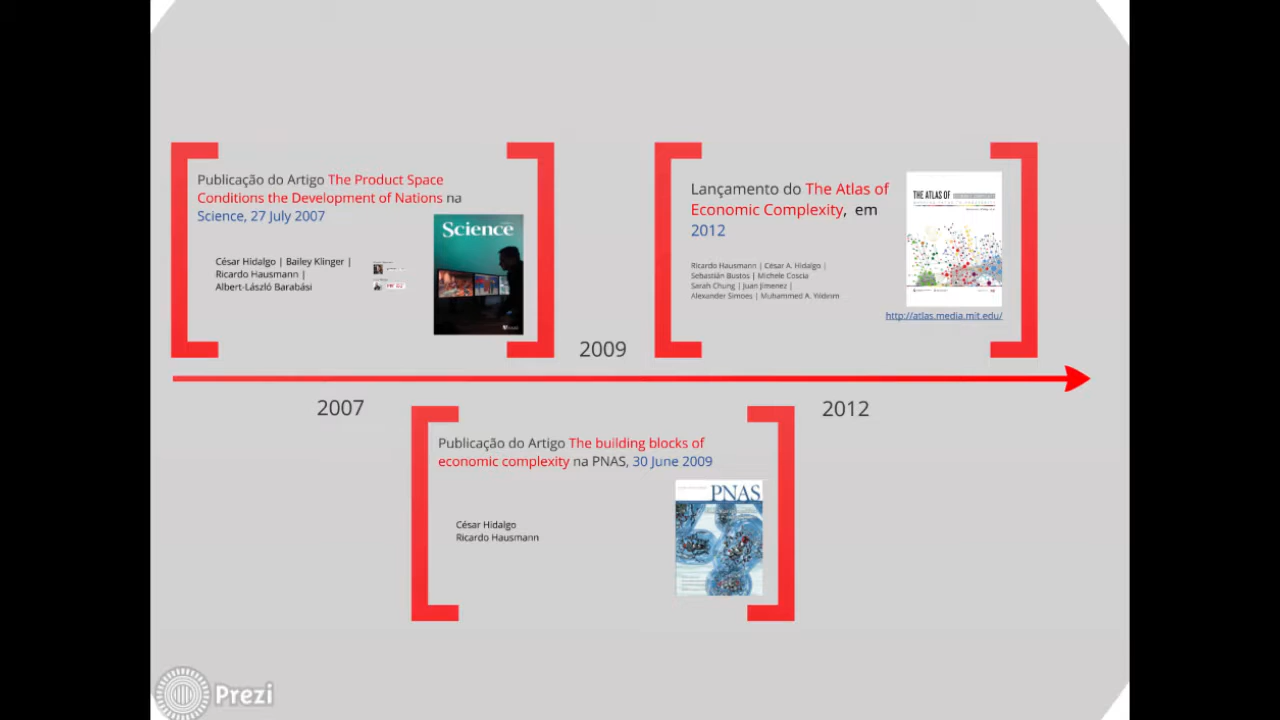 Publicação do Artigo The Product Space
Conditions the Development of Nations na
Science, 27 July 2007
César Hidalgo | Bailey Klinger |
Ricardo Hausmann |
Albert-László Barabási
Science
Lançamento do The Atlas of
Economic Complexity, em
2012
Ricardo Hausmann | César A. Hidalgo |
Sebastián Bustos | Michele Coscia
Sarah Chung | Juan Jimenez |
Alexander Simoes | Muhammed A. Yıldırım
THE ATLAS OF
http://atlas.media.mit.edu/
2009
2007
2012
Publicação do Artigo The building blocks of
economic complexity na PNAS, 30 June 2009
César Hidalgo
Ricardo Hausmann
PNAS
Prezi